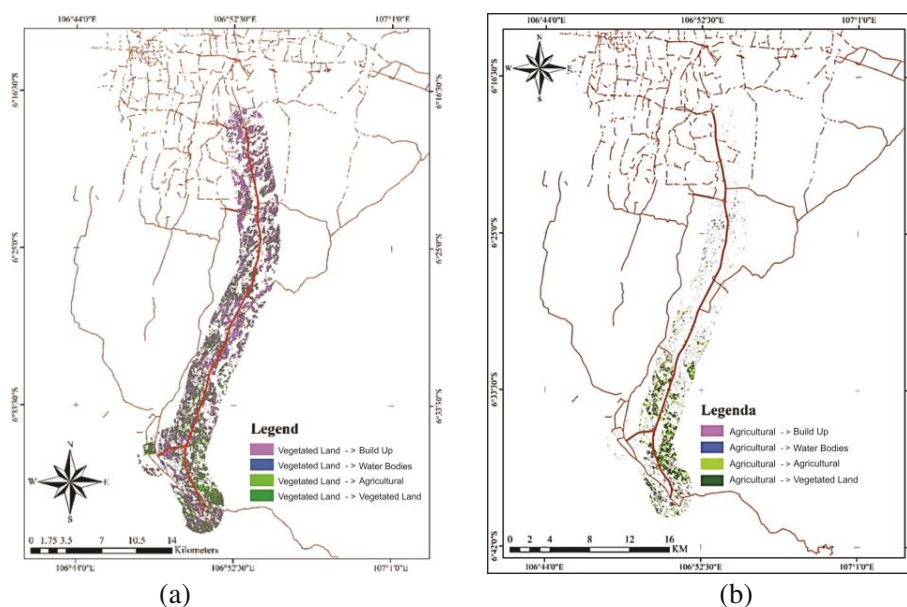 106°44'0"E 106°52'30"E 107°1'0"E
N
W E
S
6°16'30"S 6°16'30"S
6°25'0"S 6°25'0"S
6°33'30"S 6°33'30"S
Legend
Vegetated Land -> Build Up
Vegetated Land -> Water Bodies
Vegetated Land -> Agricultural
Vegetated Land -> Vegetated Land
0 1.75 3.5 7 10.5 14
Kilometers
106°44'0"E 106°52'30"E 107°1'0"E
(a)
106°44'0"E 106°52'30"E 107°1'0"E
N
W E
S
6°16'30"S
6°25'0"S
6°33'30"S
6°42'0"S
Legenda
Agricultural -> Build Up
Agricultural -> Water Bodies
Agricultural -> Agricultural
Agricultural -> Vegetated Land
0 2 4 8 12 16
KM
106°44'0"E 106°52'30"E 107°1'0"E
(b)